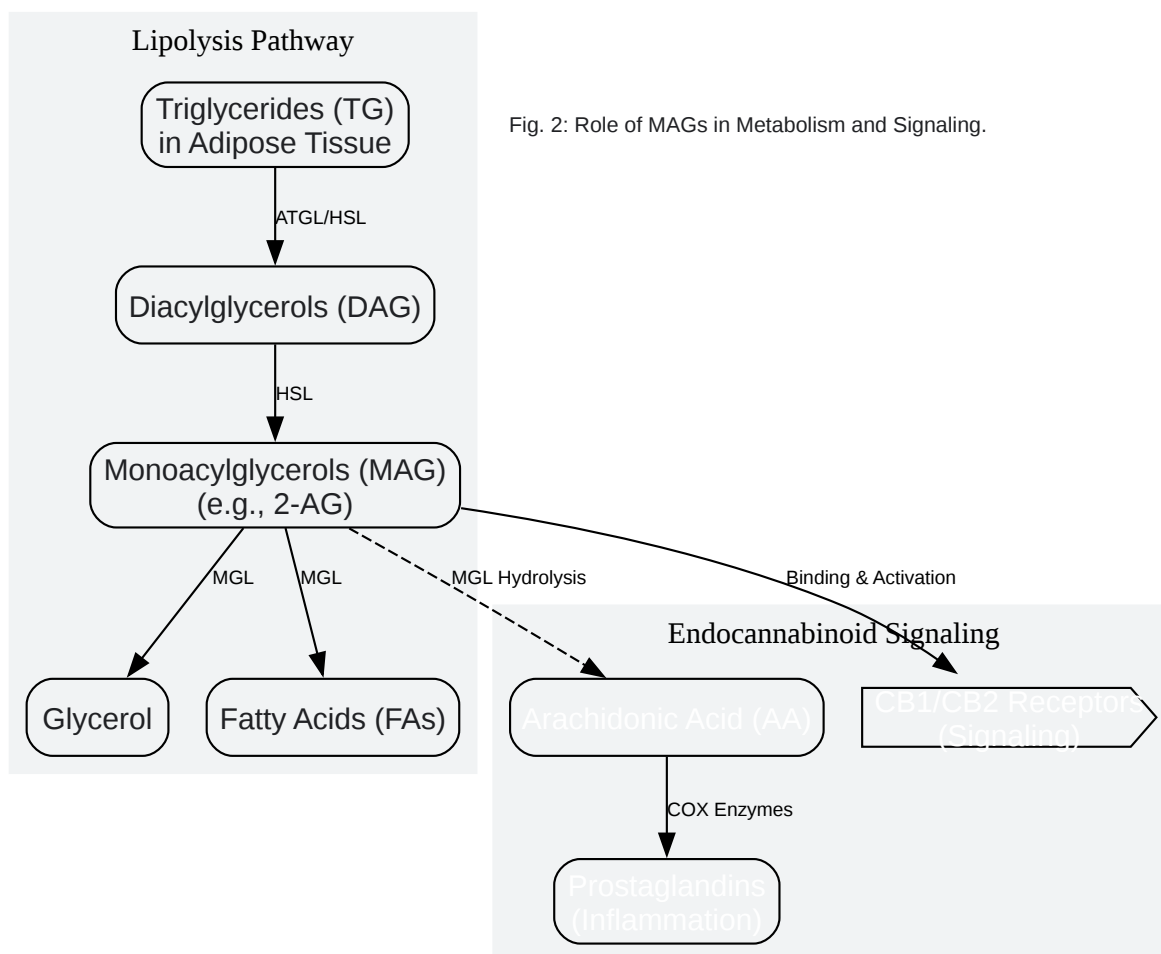 Lipolysis Pathway
Triglycerides (TG)
in Adipose Tissue
Fig. 2: Role of MAGs in Metabolism and Signaling.
ATGL/HSL
Diacylglycerols (DAG)
HSL
Monoacylglycerols (MAG)
(e.g., 2-AG)
MGL
MGL
MGL Hydrolysis
Binding & Activation
Endocannabinoid Signaling
Glycerol
Fatty Acids (FAs)
Arachidonic Acid (AA)
CB1/CB2 Receptors
(Signaling)
COX Enzymes
Prostaglandins
(Inflammation)